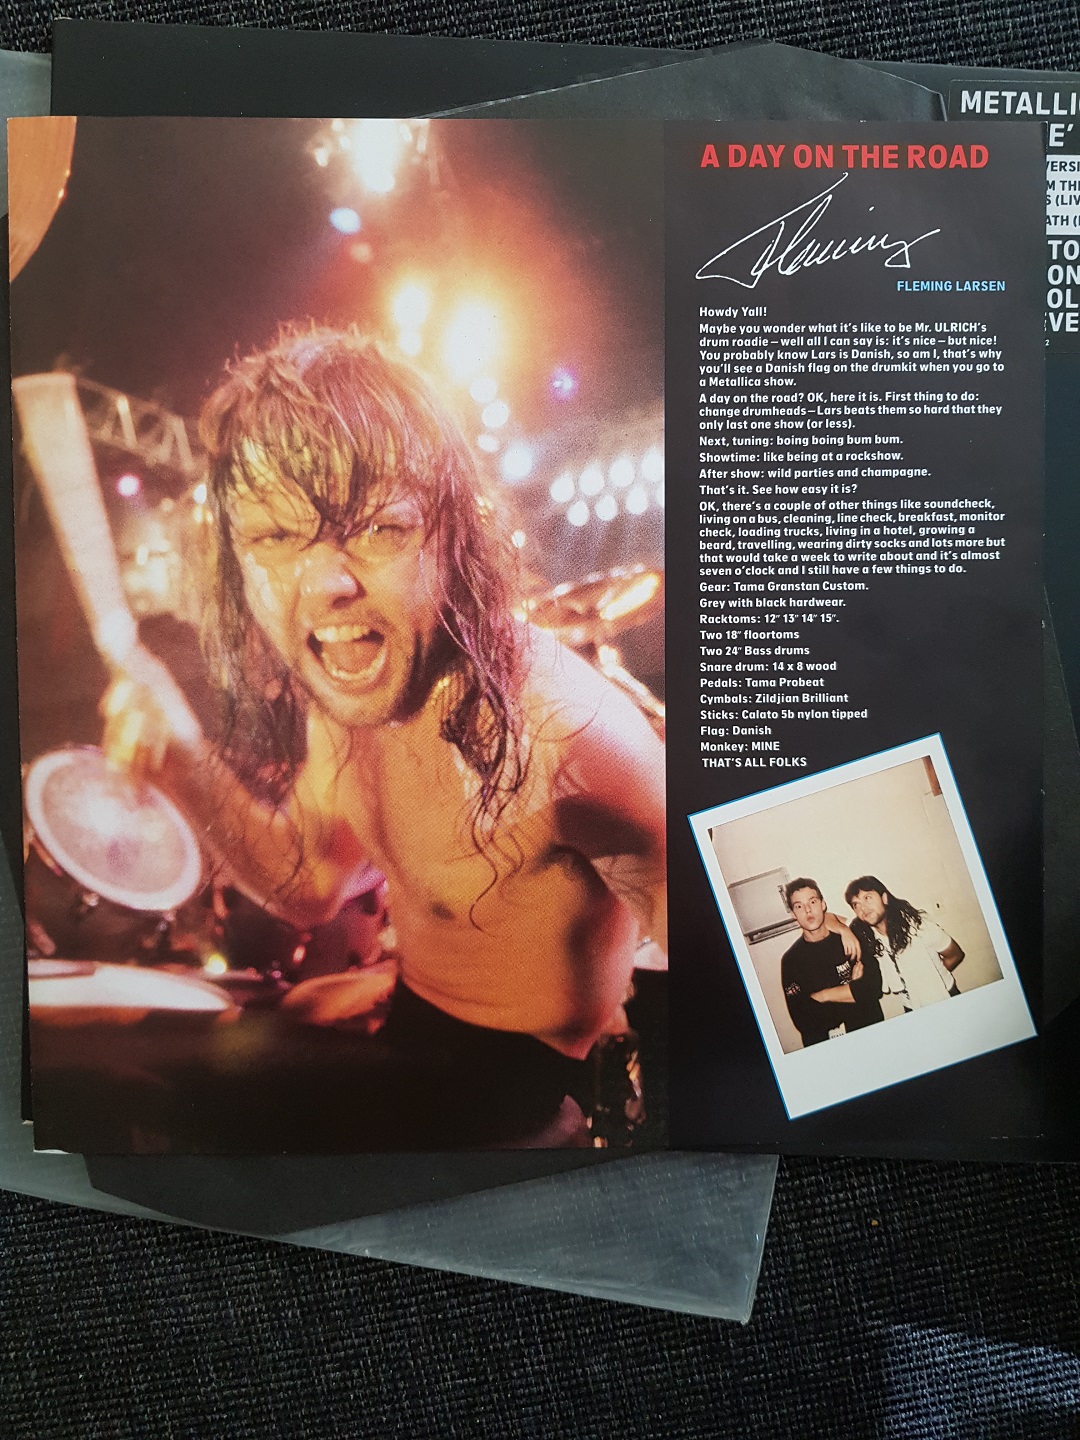 A DAY ON THE ROAD
Fleming
FLEMING LARSEN
Howdy Yall!
Maybe you wonder what it's like to be Mr. ULRICH's
drum roadie – well all I can say is: it's nice – but nice!
You probably know Lars is Danish, so am I, that's why
you'll see a Danish flag on the drumkit when you go to
a Metallica show.
A day on the road? OK, here it is. First thing to do:
change drumheads – Lars beats them so hard that they
only last one show (or less).
Next, tuning: boing boing bum bum.
Showtime: like being at a rockshow.
After show: wild parties and champagne.
That's it. See how easy it is?
OK, there's a couple of other things like soundcheck,
living on a bus, cleaning, line check, breakfast, monitor
check, loading trucks, living in a hotel, growing a
beard, travelling, wearing dirty socks and lots more but
that would take a week to write about and it's almost
seven o'clock and I still have a few things to do.
Gear: Tama Granstan Custom.
Grey with black hardwear.
Racktoms: 12" 13" 14" 15".
Two 18" floortoms
Two 24" Bass drums
Snare drum: 14 x 8 wood
Pedals: Tama Probeat
Cymbals: Zildjian Brilliant
Sticks: Calato 5b nylon tipped
Flag: Danish
Monkey: MINE
THAT'S ALL FOLKS
METALLI
E'
VERSI
M THE
S (LIV
ATH (
TO
ON
OL
EVE
2